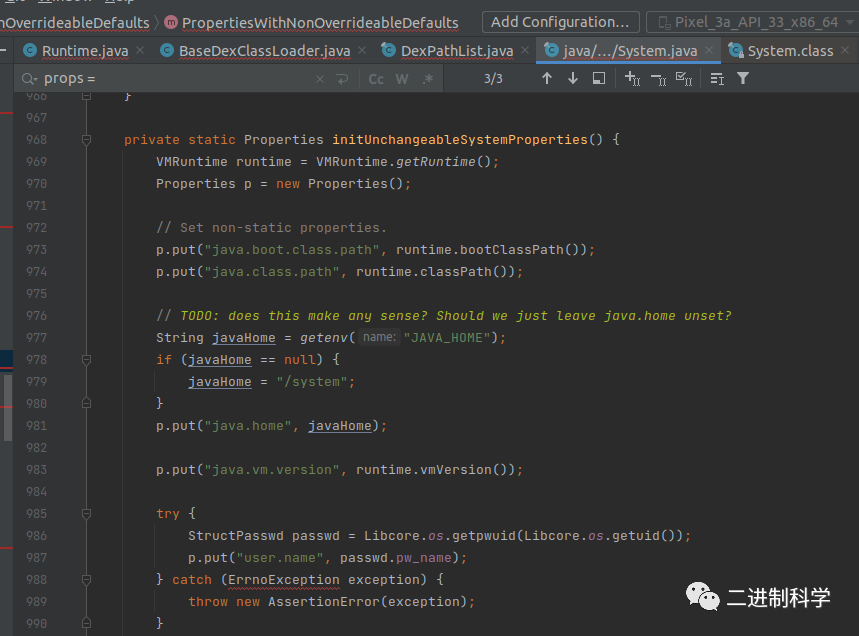 nOverrideableDefaults PropertiesWithNonOverrideableDefaults Add Configuration... Pixel_3a_API_33_x86_64
Runtime.java BaseDexClassLoader.java DexPathList.java java/.../System.java System.class
props = Cc W .* 3/3
966 }
967
968 private static Properties initUnchangeableSystemProperties() {
969 VMRuntime runtime = VMRuntime.getRuntime();
970 Properties p = new Properties();
971
972 // Set non-static properties.
973 p.put("java.boot.class.path", runtime.bootClassPath());
974 p.put("java.class.path", runtime.classPath());
975
976 // TODO: does this make any sense? Should we just leave java.home unset?
977 String javaHome = getenv( name: "JAVA_HOME");
978 if (javaHome == null) {
979 javaHome = "/system";
980 }
981 p.put("java.home", javaHome);
982
983 p.put("java.vm.version", runtime.vmVersion());
984
985 try {
986 StructPasswd passwd = Libcore.os.getpwuid(Libcore.os.getuid());
987 p.put("user.name", passwd.pw_name);
988 } catch (ErrnoException exception) {
989 throw new AssertionError(exception);
990 }
二进制科学